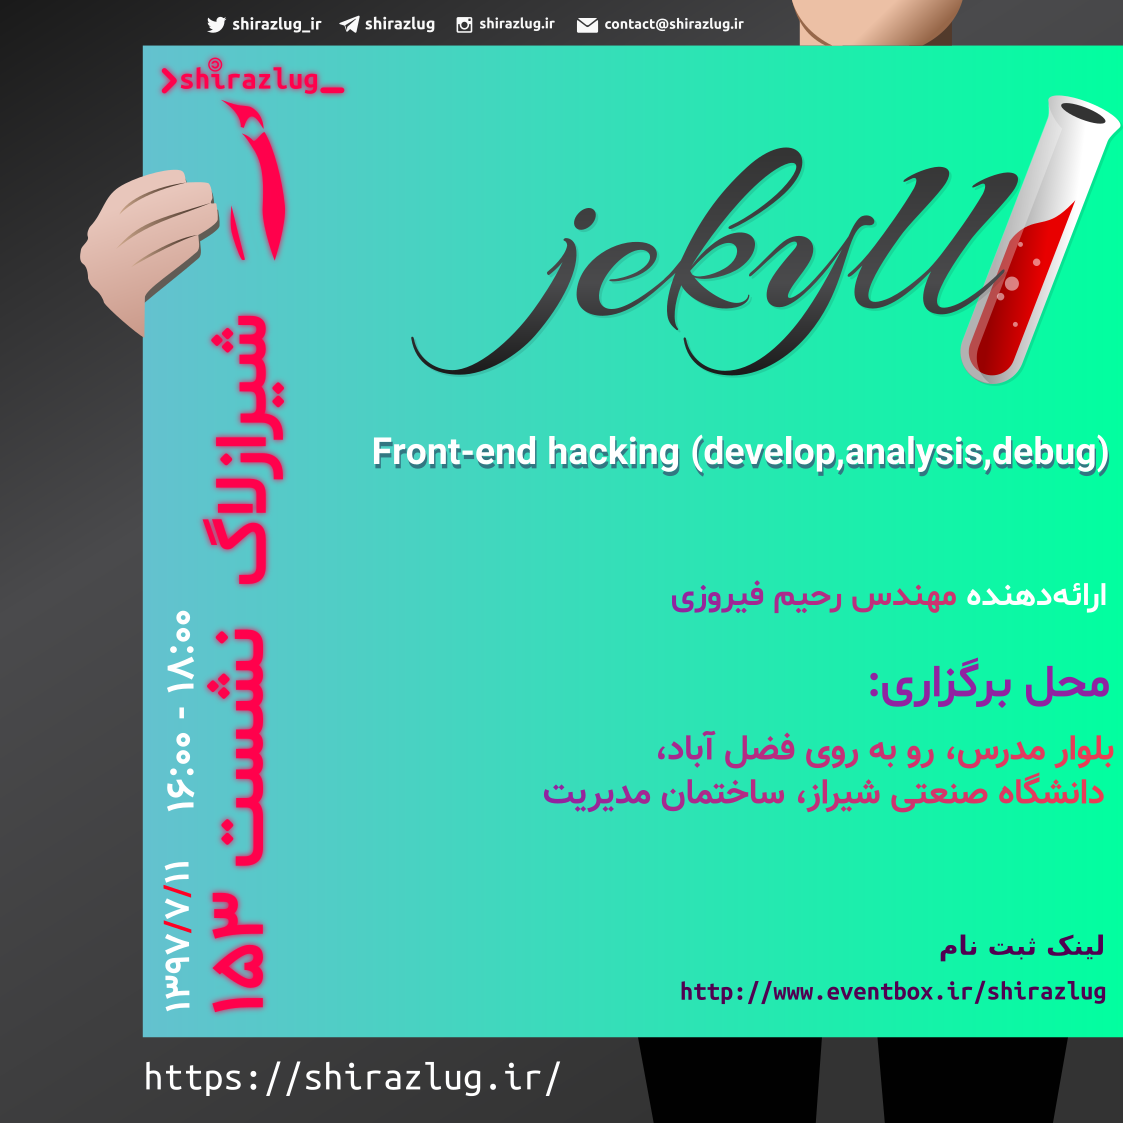 shirazlug_ir shirazlug shirazlug.ir contact@shirazlug.ir
>shirazlug_
jekyll
Front-end hacking (develop,analysis,debug)
ارائه‌دهنده مهندس رحیم فیروزی
محل برگزاری:
بلوار مدرس، رو به روی فضل آباد،
دانشگاه صنعتی شیراز، ساختمان مدیریت
لینک ثبت نام
http://www.eventbox.ir/shirazlug
نشست ۱۵۳ شیرازلاگ
۱۳۹۷/۷/۱۱ ۱۶:۰۰ - ۱۸:۰۰
https://shirazlug.ir/